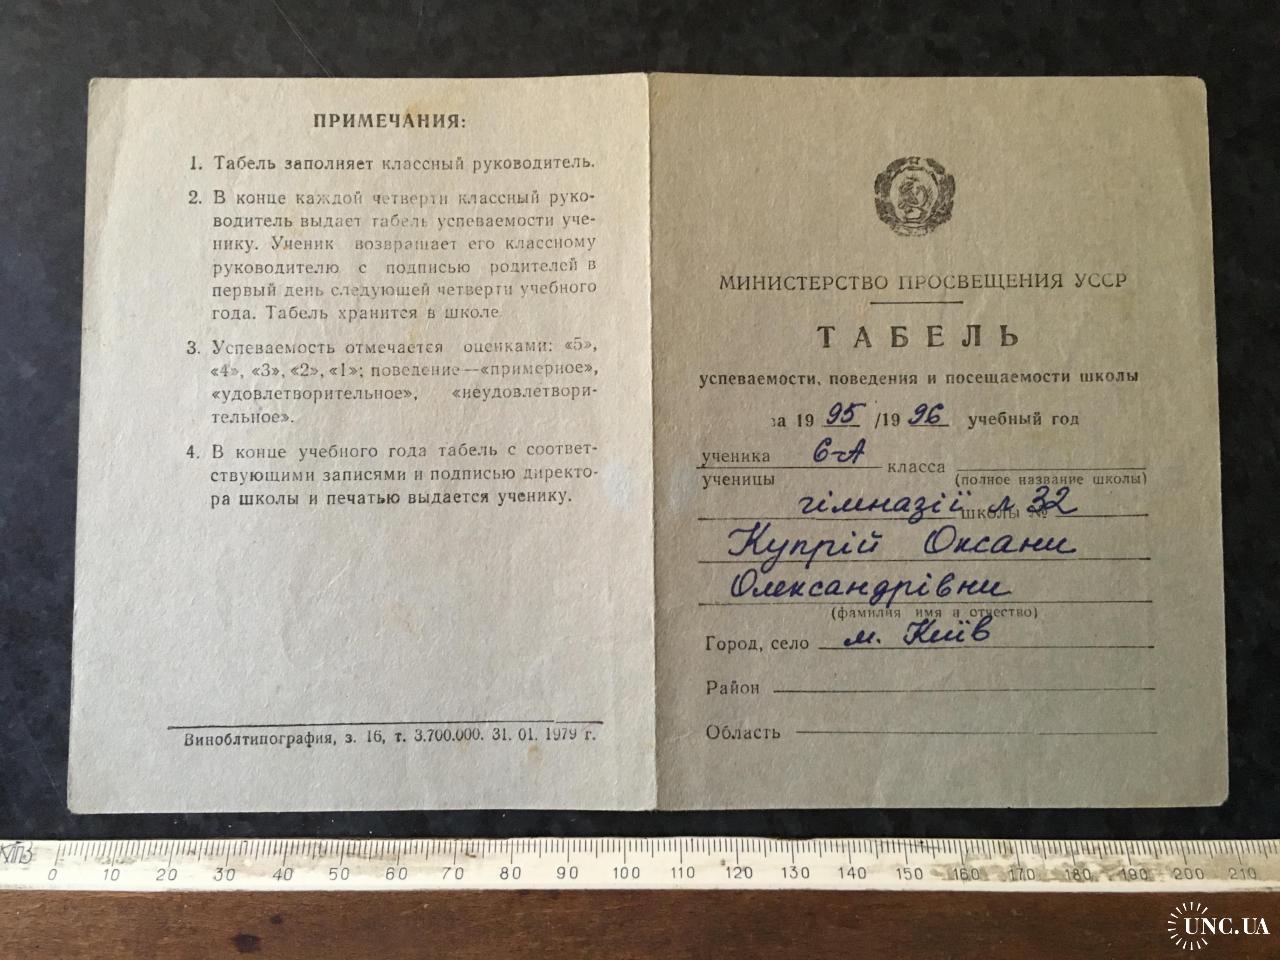 ПРИМЕЧАНИЯ:
1. Табель заполняет классный руководитель.
2. В конце каждой четверти классный руко-
водитель выдает табель успеваемости уче-
нику. Ученик возвращает его классному
руководителю с подписью родителей в
первый день следующей четверти учебного
года. Табель хранится в школе
3. Успеваемость отмечается оценками: «5»,
«4», «3», «2», «1»; поведение—«примерное»,
«удовлетворительное», «неудовлетвори-
тельное».
4. В конце учебного года табель с соответ-
ствующими записями и подписью директо-
ра школы и печатью выдается ученику.
Виноблтипография, з. 16, т. 3.700.000. 31. 01. 1979 г.
МИНИСТЕРСТВО ПРОСВЕЩЕНИЯ УССР
ТАБЕЛЬ
успеваемости, поведения и посещаемости школы
за 1995/1996 учебный год
ученика 6-А класса
ученицы (полное название школы)
гімназії № 32
школы №
Купрій Оксани
Олександрівни
(фамилия имя и отчество)
Город, село м. Київ
Район
Область
0 10 20 30 40 50 60 70 80 90 100 110 120 130 140 150 160 170 180 190 200 210
UNC.UA